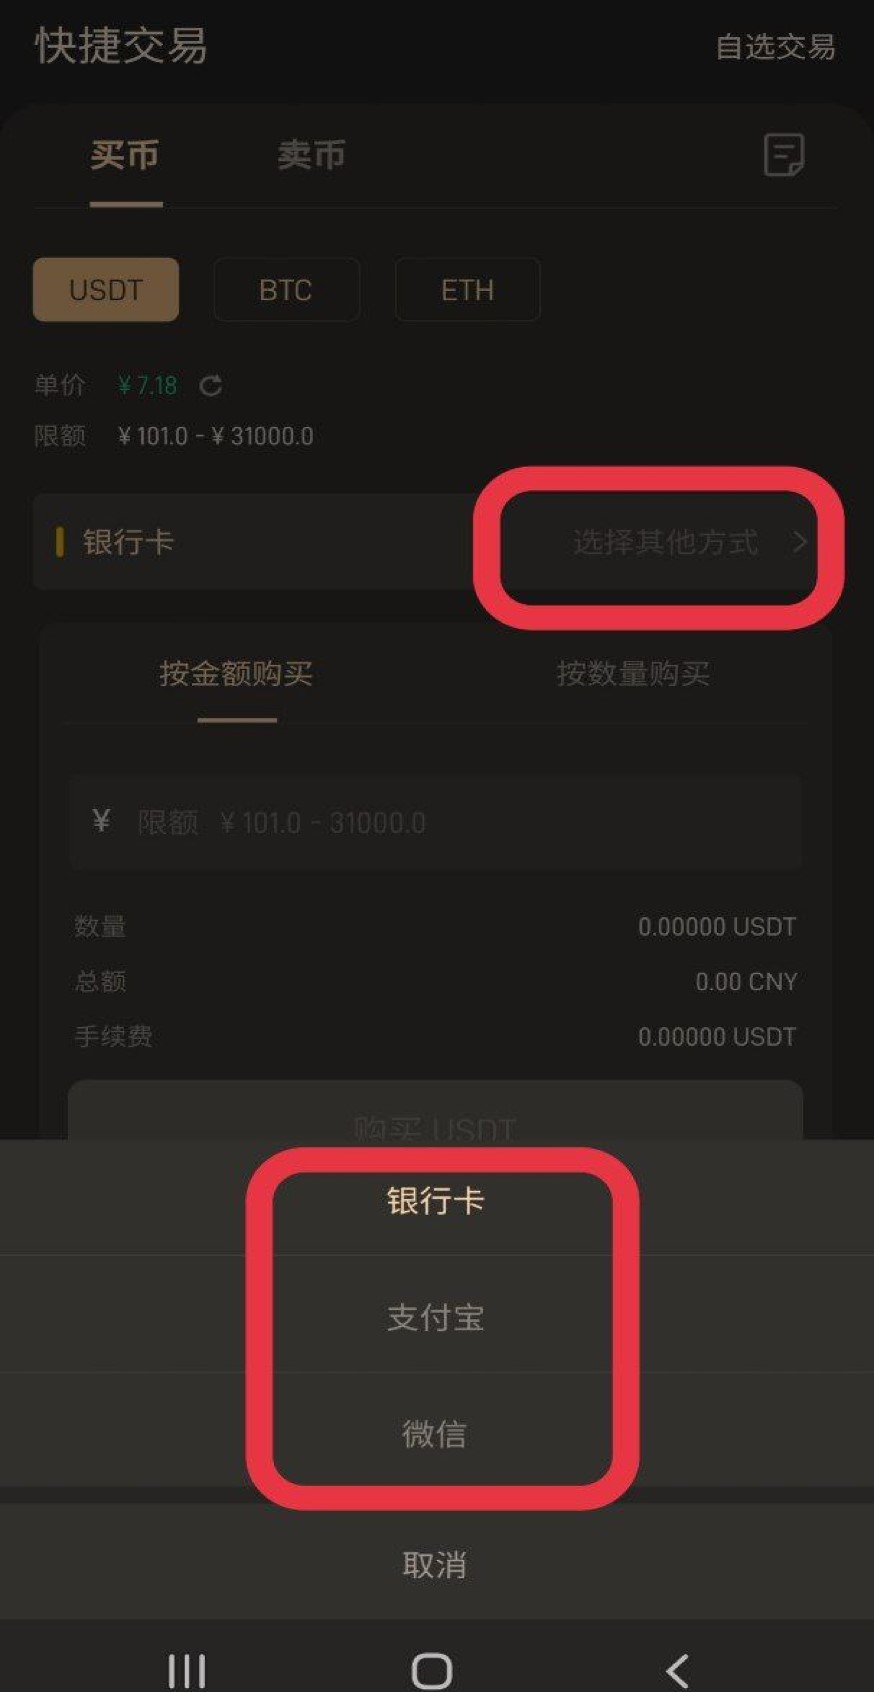 快捷交易 自选交易
买币 卖币
USDT BTC ETH
单价 ¥ 7.18
限额 ¥ 101.0 - ¥ 31000.0
银行卡 选择其他方式 >
按金额购买 按数量购买
¥ 限额 ¥ 101.0 - 31000.0
数量 0.00000 USDT
总额 0.00 CNY
手续费 0.00000 USDT
购买 USDT
银行卡
支付宝
微信
取消